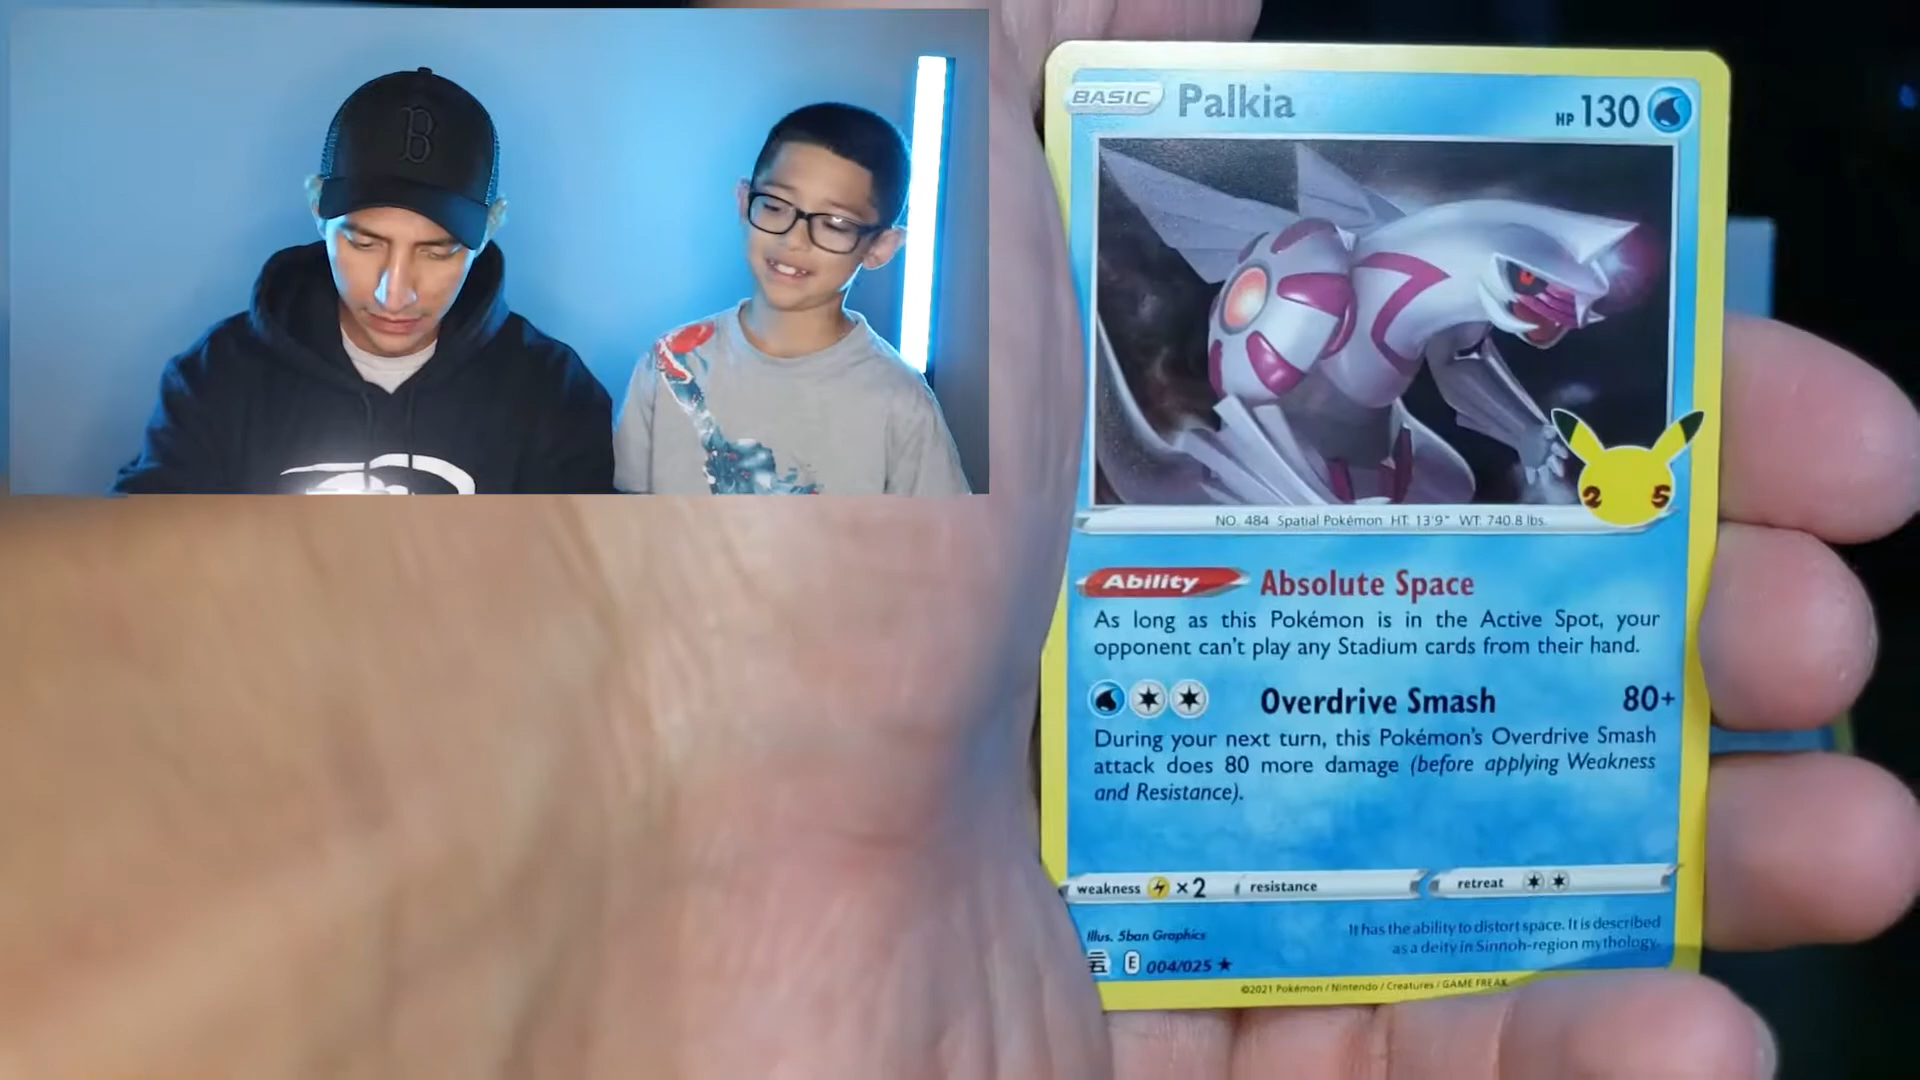 B
BASIC Palkia HP 130
25
NO. 484 Spatial Pokémon HT: 13'9" WT: 740.8 lbs.
Ability Absolute Space
As long as this Pokémon is in the Active Spot, your
opponent can't play any Stadium cards from their hand.
Overdrive Smash 80+
During your next turn, this Pokémon's Overdrive Smash
attack does 80 more damage (before applying Weakness
and Resistance).
weakness ×2 resistance retreat
Illus. 5ban Graphics
It has the ability to distort space. It is described
as a deity in Sinnoh-region mythology.
E 004/025 ★
©2021 Pokémon / Nintendo / Creatures / GAME FREAK